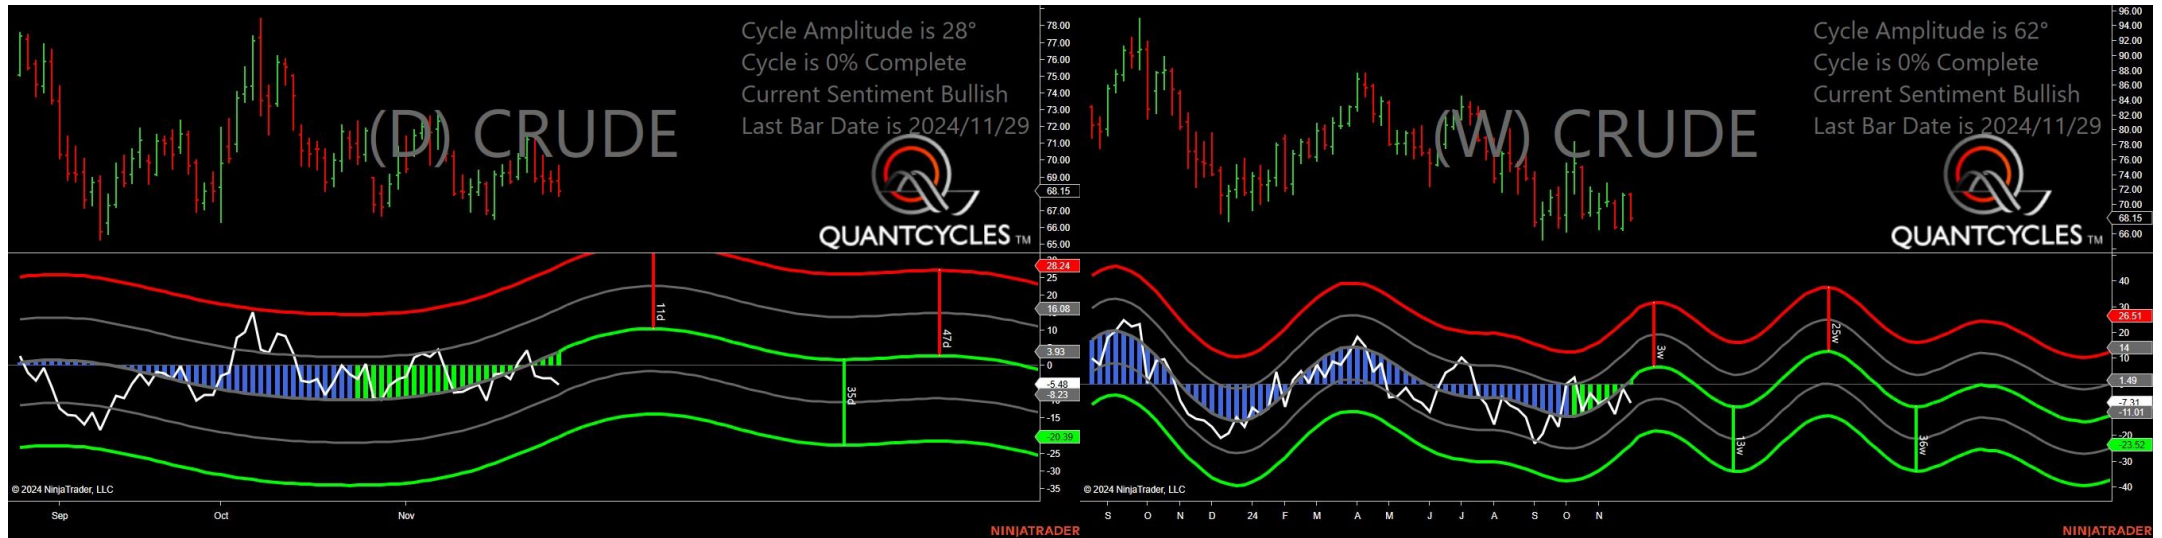 Cycle Amplitude is 28°
Cycle is 0% Complete
Current Sentiment Bullish
Last Bar Date is 2024/11/29
(D) CRUDE
QUANTCYCLES TM
78.00
77.00
76.00
75.00
74.00
73.00
72.00
71.00
70.00
69.00
68.15
67.00
66.00
65.00
28.24
25
20
16.08
10
3.93
0
-5.48
-8.23
-15
-20.39
-25
-30
-35
11d
35d
47d
© 2024 NinjaTrader, LLC
Sep
Oct
Nov
NINJATRADER
Cycle Amplitude is 62°
Cycle is 0% Complete
Current Sentiment Bullish
Last Bar Date is 2024/11/29
(W) CRUDE
QUANTCYCLES TM
96.00
94.00
92.00
90.00
88.00
86.00
84.00
82.00
80.00
78.00
76.00
74.00
72.00
70.00
68.15
66.00
40
30
26.51
20
14
10
1.49
-7.31
-11.01
-20
-23.52
-30
-40
3w
13w
25w
36w
© 2024 NinjaTrader, LLC
S
O
N
D
24
F
M
A
M
J
J
A
S
O
N
NINJATRADER